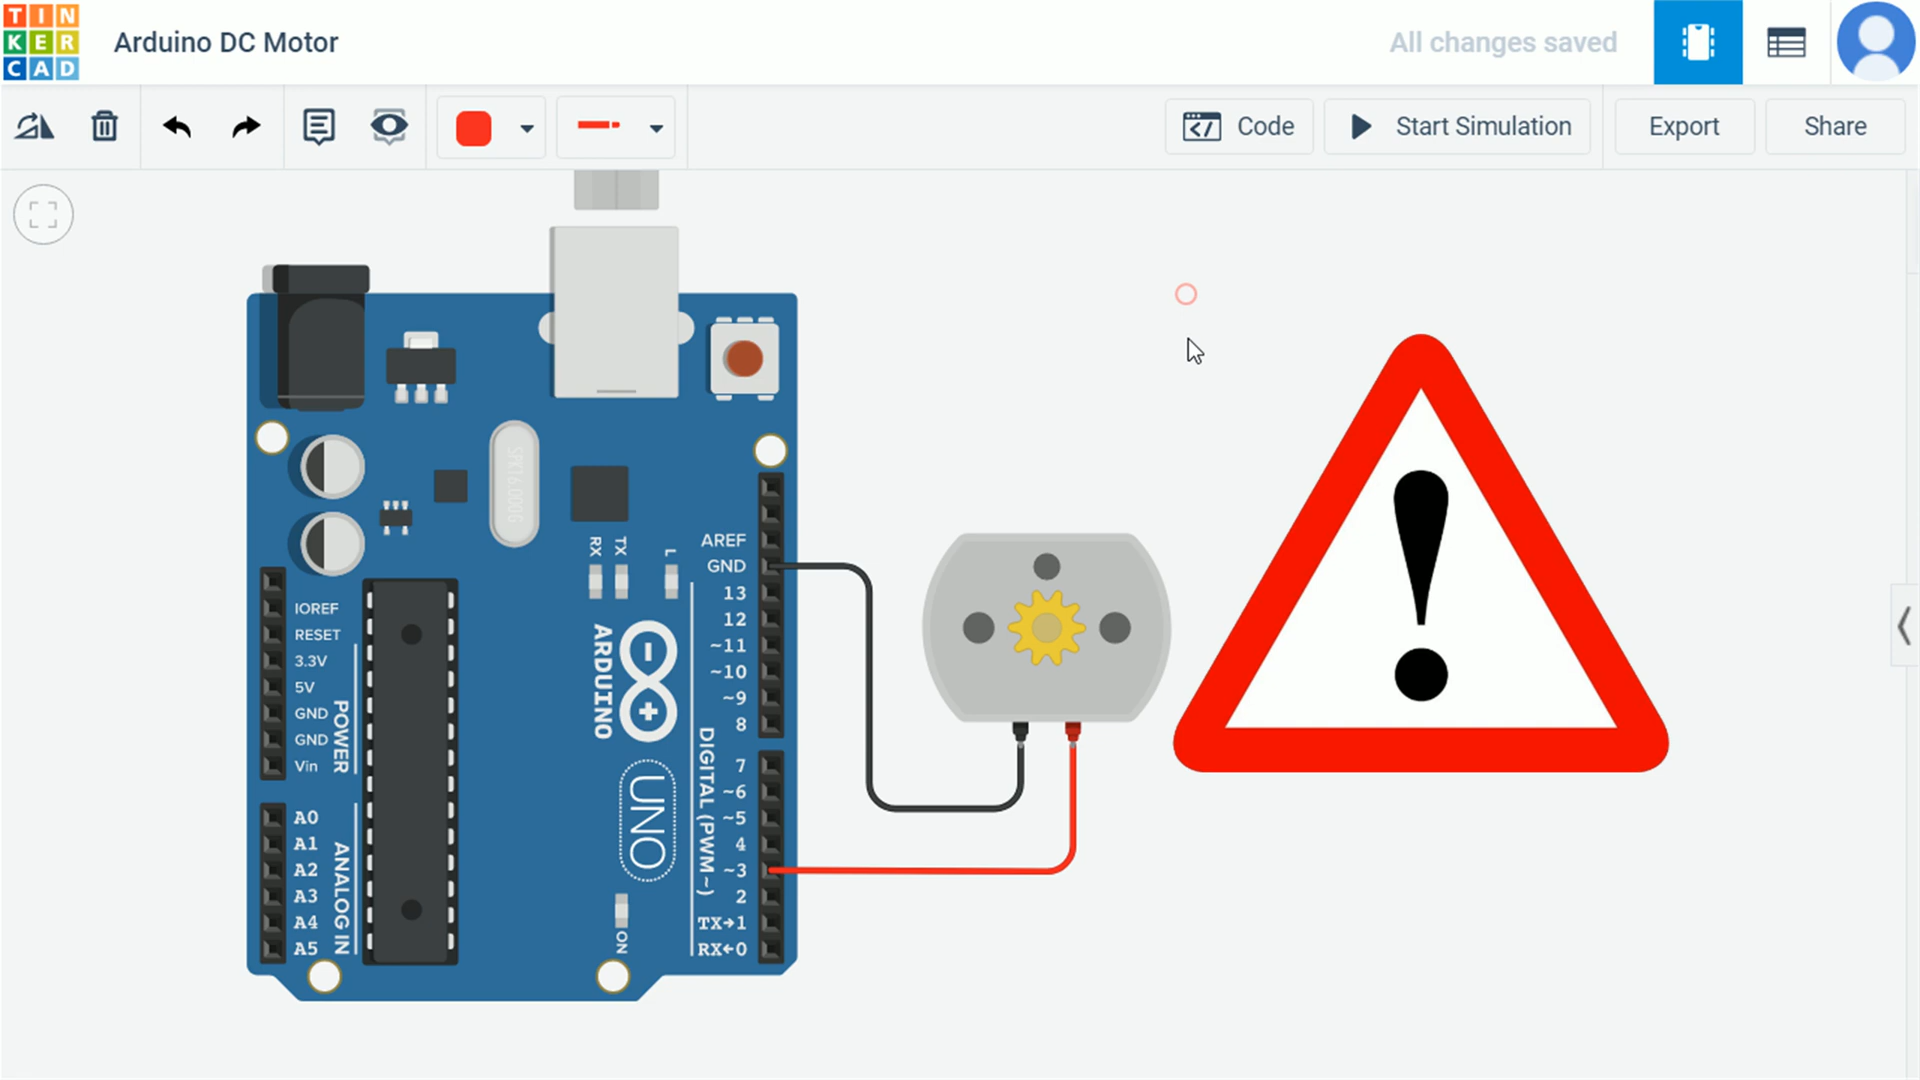 TIN
KER
CAD
Arduino DC Motor
All changes saved
Code
Start Simulation
Export
Share
SPK16.000G
RX
TX
L
AREF
GND
13
12
~11
~10
~9
8
7
~6
~5
4
~3
2
TX→1
RX←0
DIGITAL (PWM~)
ARDUINO
UNO
ON
IOREF
RESET
3.3V
5V
GND
GND
Vin
POWER
A0
A1
A2
A3
A4
A5
ANALOG IN
!